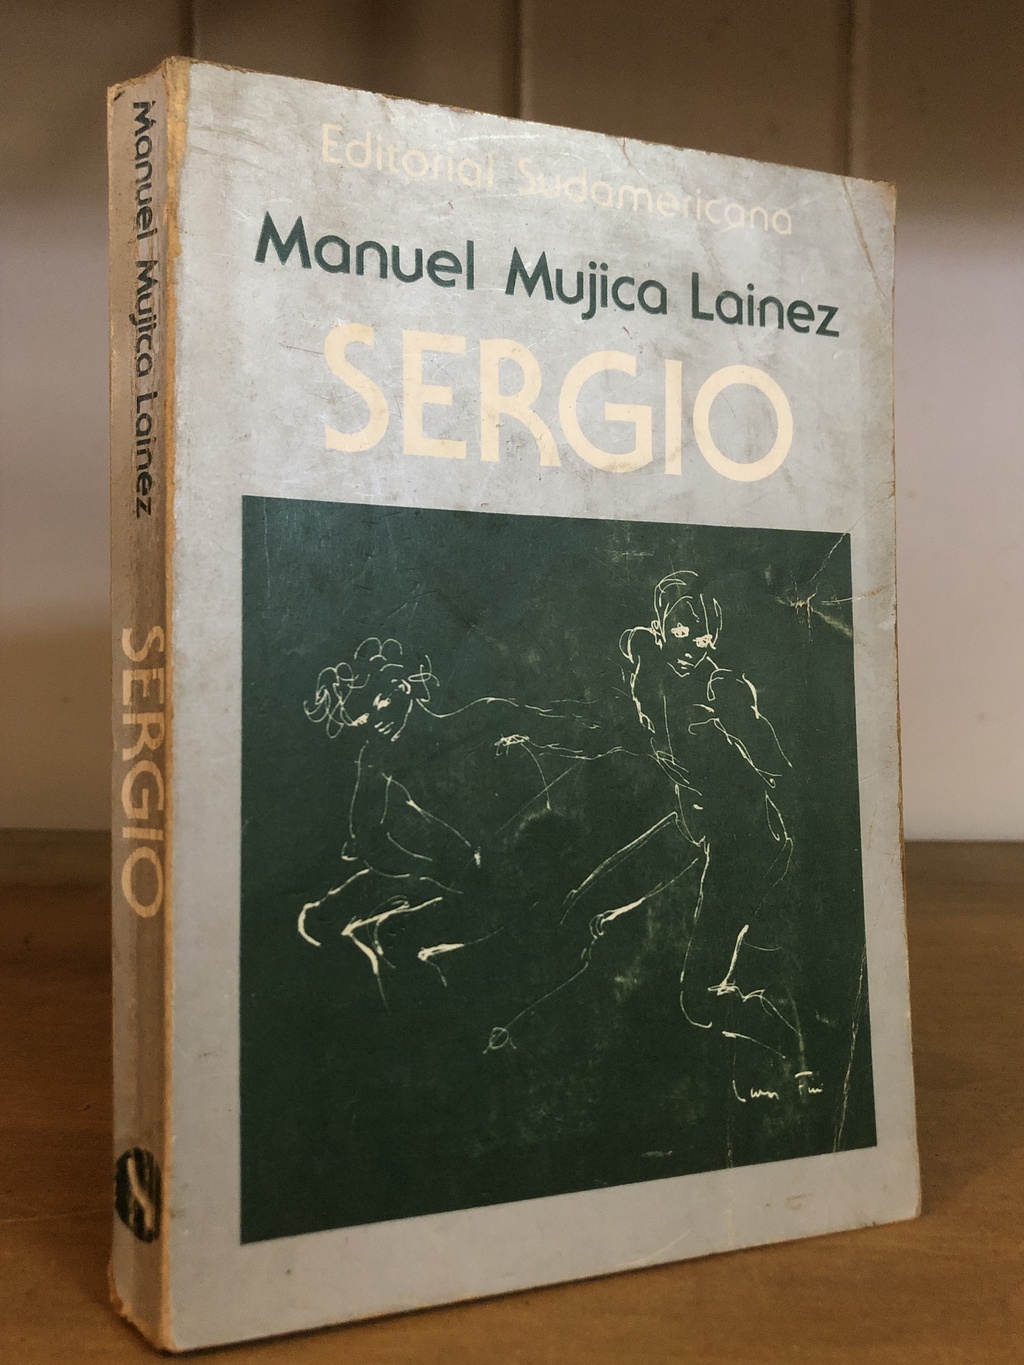 Editorial Sudamericana
Manuel Mujica Lainez
SERGIO
Manuel Mujica Lainez
SERGIO